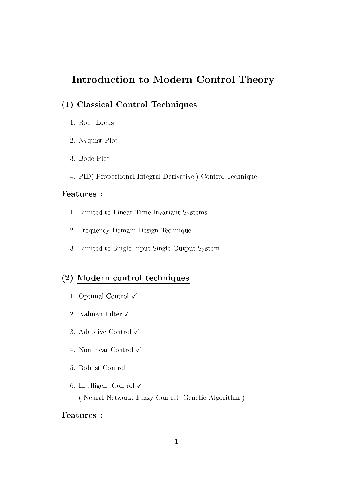 Introduction to Modern Control Theory
(1) Classical Control Techniques
1. Root Locus
2. Nyquist Plot
3. Bode Plot
4. PID( Proportional Integral Derivative ) Control Technique
Features :
1. Limited to Linear Time Invariant Systems
2. Frequency Domain Design Technique
3. Limited to Single Input Single Output System
(2) Modern control techniques
1. Optimal Control ✓
2. Kalman Filter ✓
3. Adaptive Control ✓
4. Nonlinear Control ✓
5. Robust Control
6. Intelligent Control ✓
( Neural Network, Fuzzy Control, Genetic Algorithm )
Features :
1